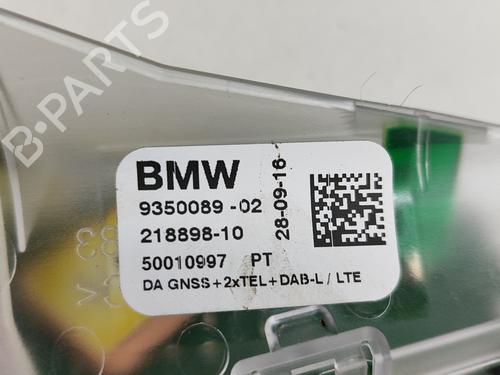 B-PARTS
BMW
9350089-02
218898-10
50010997 PT
DA GNSS+2xTEL+DAB-L / LTE
28-09-16